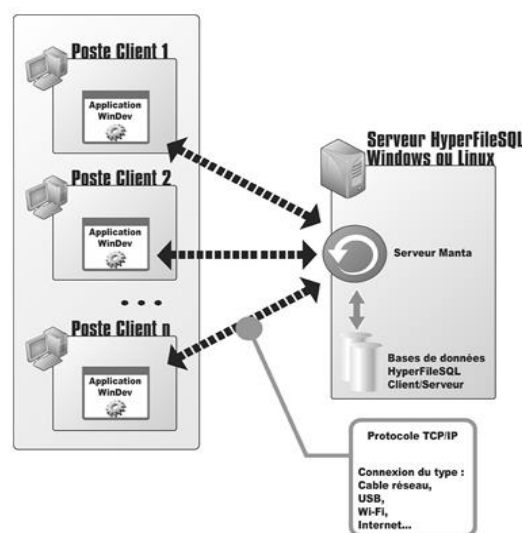 Poste Client 1
Application
WinDev
Poste Client 2
Application
WinDev
...
Poste Client n
Application
WinDev
Serveur HyperFileSQL
Windows ou Linux
Serveur Manta
Bases de données
HyperFileSQL
Client/Serveur
Protocole TCP/IP
Connexion du type :
Cable réseau,
USB,
Wi-Fi,
Internet...